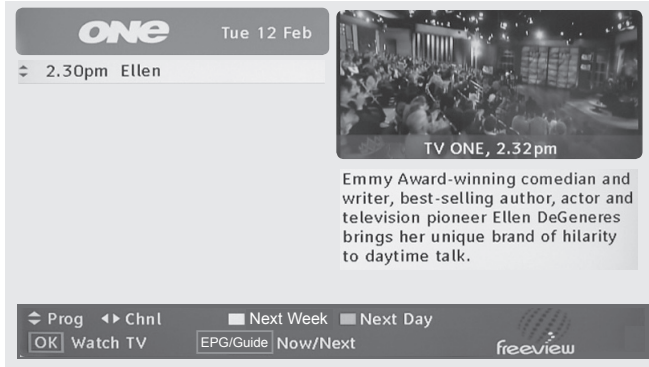 ONE Tue 12 Feb
2.30pm Ellen
TV ONE, 2.32pm
Emmy Award-winning comedian and
writer, best-selling author, actor and
television pioneer Ellen DeGeneres
brings her unique brand of hilarity
to daytime talk.
Prog Chnl Next Week Next Day
OK Watch TV EPG/Guide Now/Next
freeview